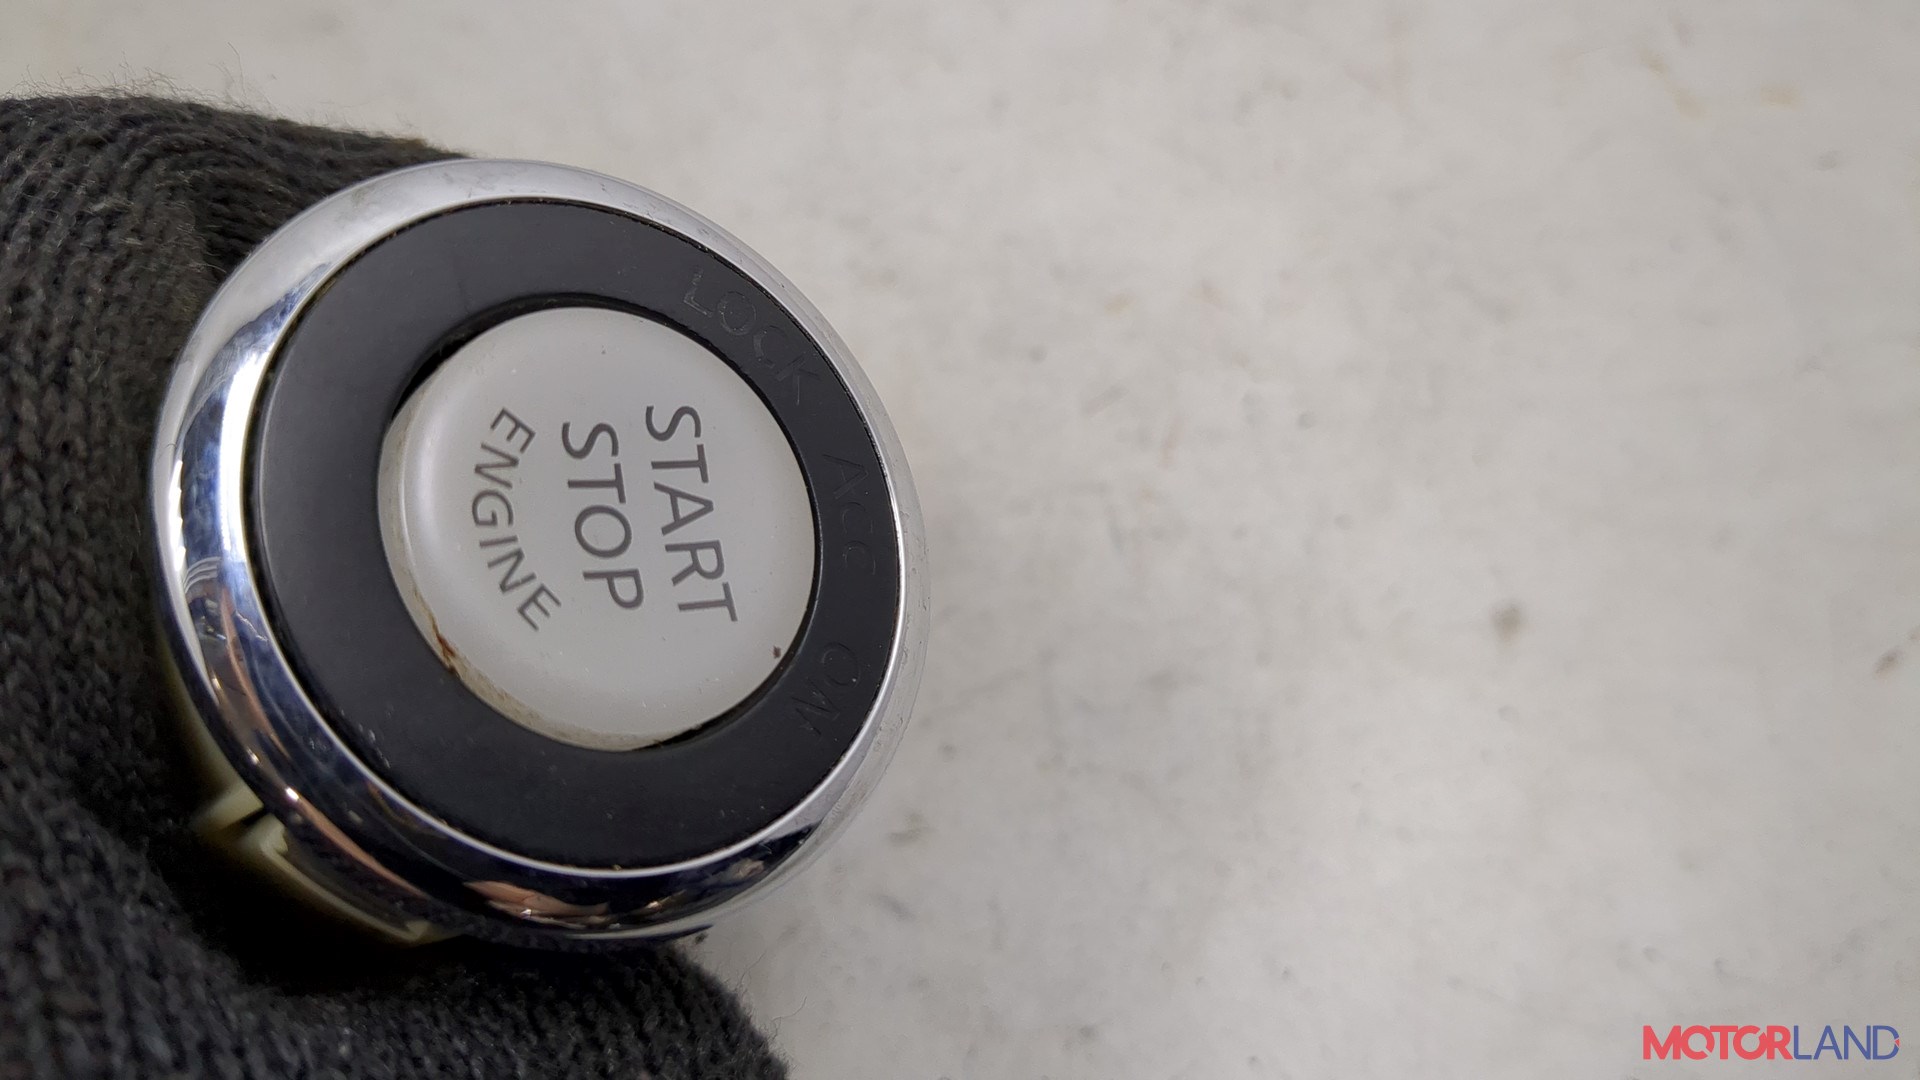 LOCK ACC ON
START
STOP
ENGINE
MOTORLAND